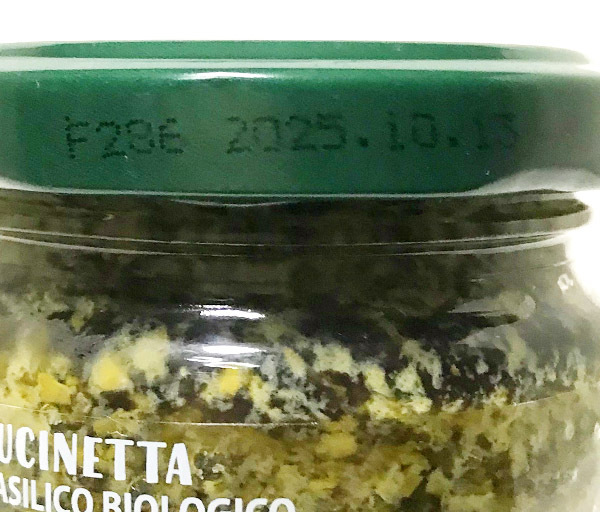 F286 2025.10.13
UCINETTA
ASILICO BIOLOGICO